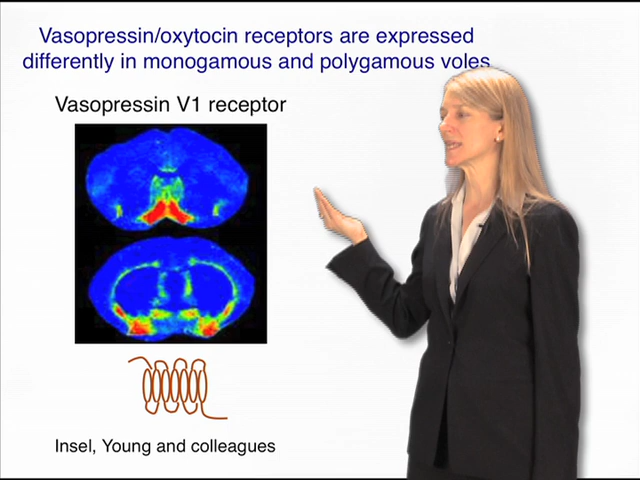 Vasopressin/oxytocin receptors are expressed
differently in monogamous and polygamous voles
Vasopressin V1 receptor
Insel, Young and colleagues